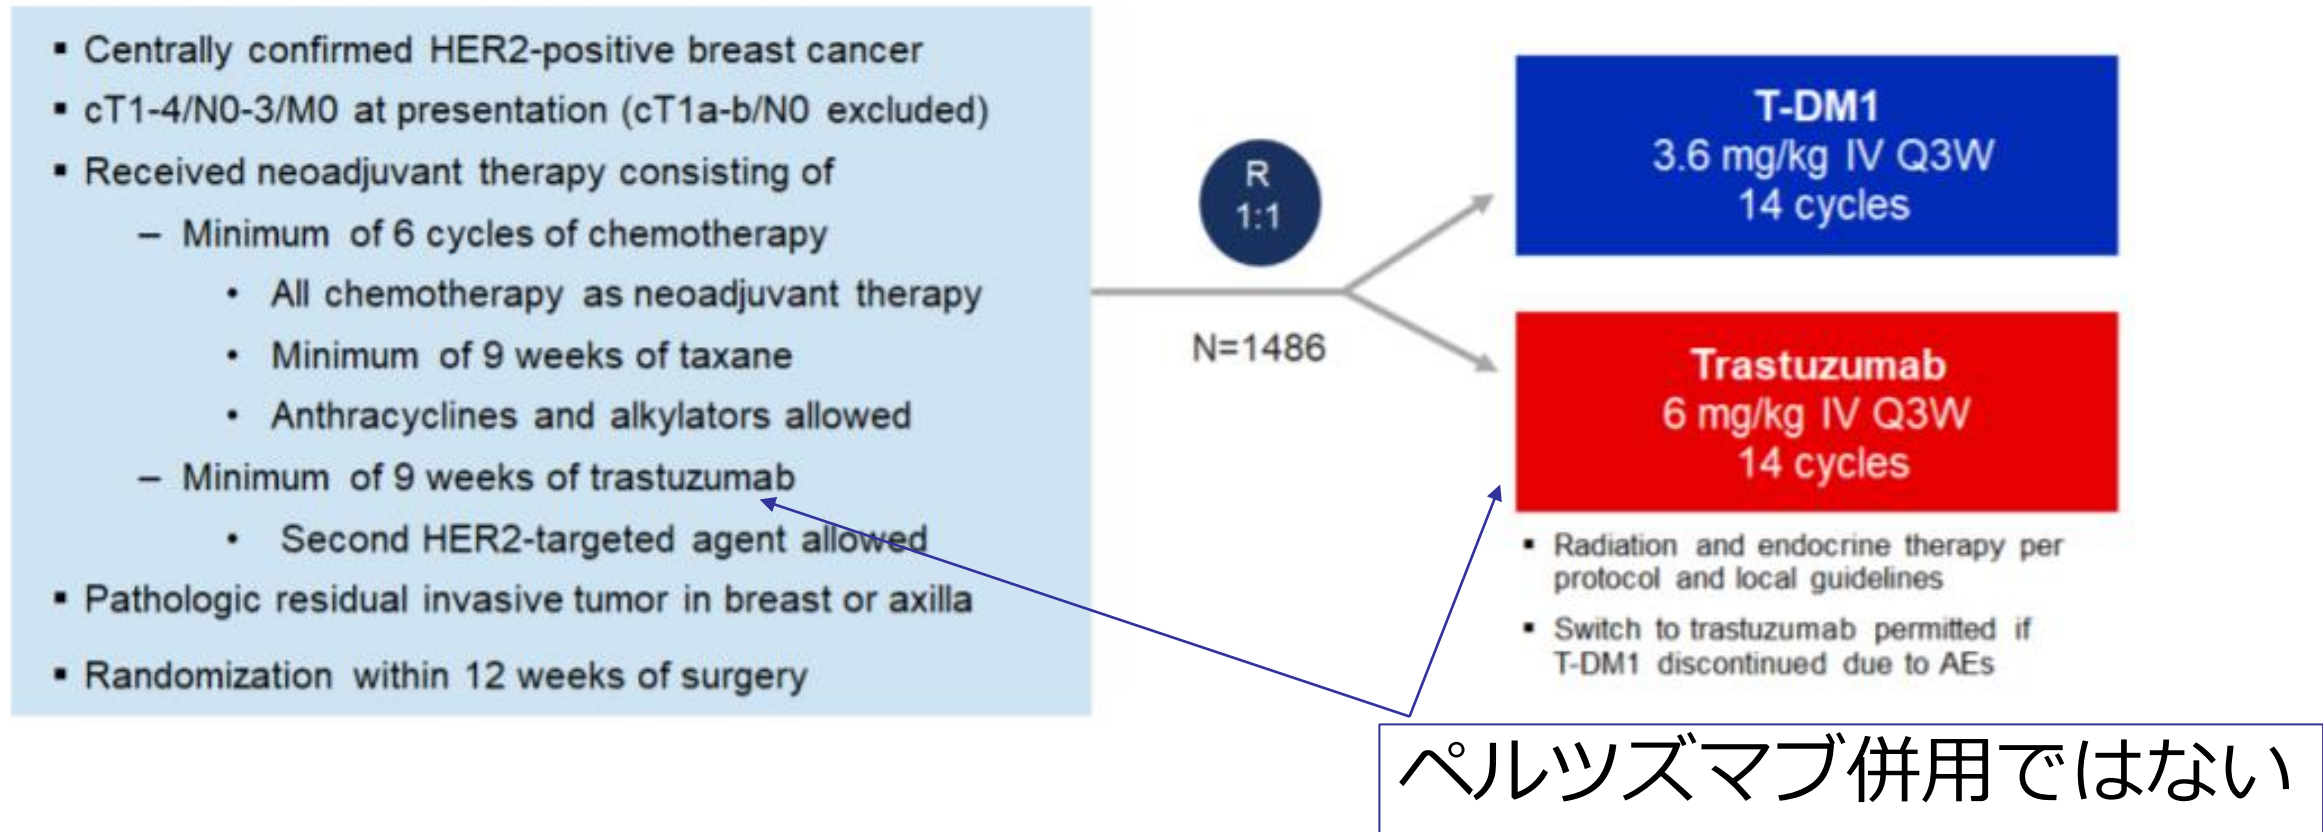 ▪ Centrally confirmed HER2-positive breast cancer
▪ cT1-4/N0-3/M0 at presentation (cT1a-b/N0 excluded)
▪ Received neoadjuvant therapy consisting of
– Minimum of 6 cycles of chemotherapy
• All chemotherapy as neoadjuvant therapy
• Minimum of 9 weeks of taxane
• Anthracyclines and alkylators allowed
– Minimum of 9 weeks of trastuzumab
• Second HER2-targeted agent allowed
▪ Pathologic residual invasive tumor in breast or axilla
▪ Randomization within 12 weeks of surgery
R
1:1
N=1486
T-DM1
3.6 mg/kg IV Q3W
14 cycles
Trastuzumab
6 mg/kg IV Q3W
14 cycles
▪ Radiation and endocrine therapy per
protocol and local guidelines
▪ Switch to trastuzumab permitted if
T-DM1 discontinued due to AEs
ペルツズマブ併用ではない